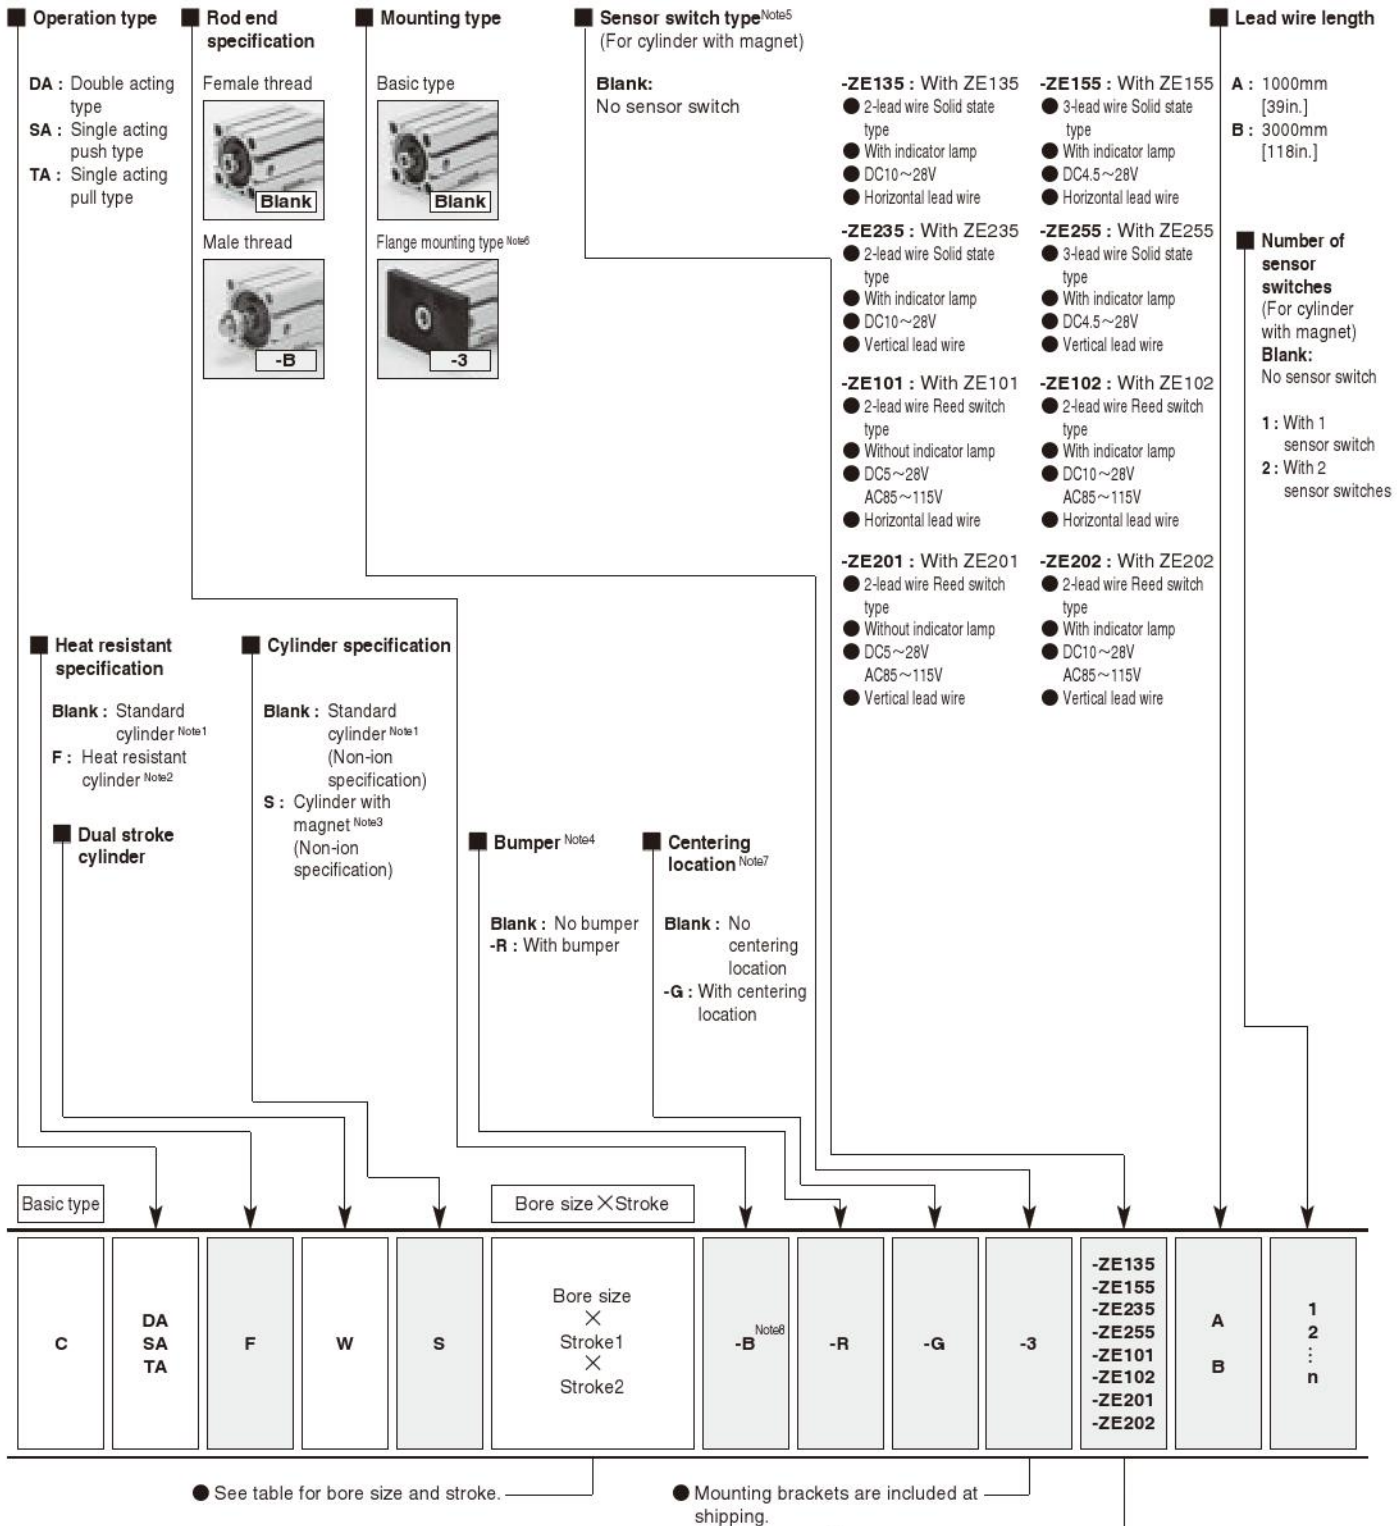 ■ Operation type
DA : Double acting
type
SA : Single acting
push type
TA : Single acting
pull type
■ Rod end
specification
Female thread
Blank
Male thread
-B
■ Mounting type
Basic type
Blank
Flange mounting type Note6
-3
■ Sensor switch type Note5
(For cylinder with magnet)
Blank:
No sensor switch
-ZE135 : With ZE135
● 2-lead wire Solid state
type
● With indicator lamp
● DC10～28V
● Horizontal lead wire
-ZE155 : With ZE155
● 3-lead wire Solid state
type
● With indicator lamp
● DC4.5～28V
● Horizontal lead wire
-ZE235 : With ZE235
● 2-lead wire Solid state
type
● With indicator lamp
● DC10～28V
● Vertical lead wire
-ZE255 : With ZE255
● 3-lead wire Solid state
type
● With indicator lamp
● DC4.5～28V
● Vertical lead wire
-ZE101 : With ZE101
● 2-lead wire Reed switch
type
● Without indicator lamp
● DC5～28V
AC85～115V
● Horizontal lead wire
-ZE102 : With ZE102
● 2-lead wire Reed switch
type
● With indicator lamp
● DC10～28V
AC85～115V
● Horizontal lead wire
-ZE201 : With ZE201
● 2-lead wire Reed switch
type
● Without indicator lamp
● DC5～28V
AC85～115V
● Vertical lead wire
-ZE202 : With ZE202
● 2-lead wire Reed switch
type
● With indicator lamp
● DC10～28V
AC85～115V
● Vertical lead wire
■ Lead wire length
A : 1000mm
[39in.]
B : 3000mm
[118in.]
■ Number of
sensor
switches
(For cylinder
with magnet)
Blank:
No sensor switch
1 : With 1
sensor switch
2 : With 2
sensor switches
■ Heat resistant
specification
Blank : Standard
cylinder Note1
F : Heat resistant
cylinder Note2
■ Dual stroke
cylinder
■ Cylinder specification
Blank : Standard
cylinder Note1
(Non-ion
specification)
S : Cylinder with
magnet Note3
(Non-ion
specification)
■ Bumper Note4
Blank : No bumper
-R : With bumper
■ Centering
location Note7
Blank : No
centering
location
-G : With centering
location
Basic type
Bore size×Stroke
C
DA
SA
TA
F
W
S
Bore size
×
Stroke1
×
Stroke2
-B Note8
-R
-G
-3
-ZE135
-ZE155
-ZE235
-ZE255
-ZE101
-ZE102
-ZE201
-ZE202
A
B
1
2
⋮
n
● See table for bore size and stroke.
● Mounting brackets are included at
shipping.